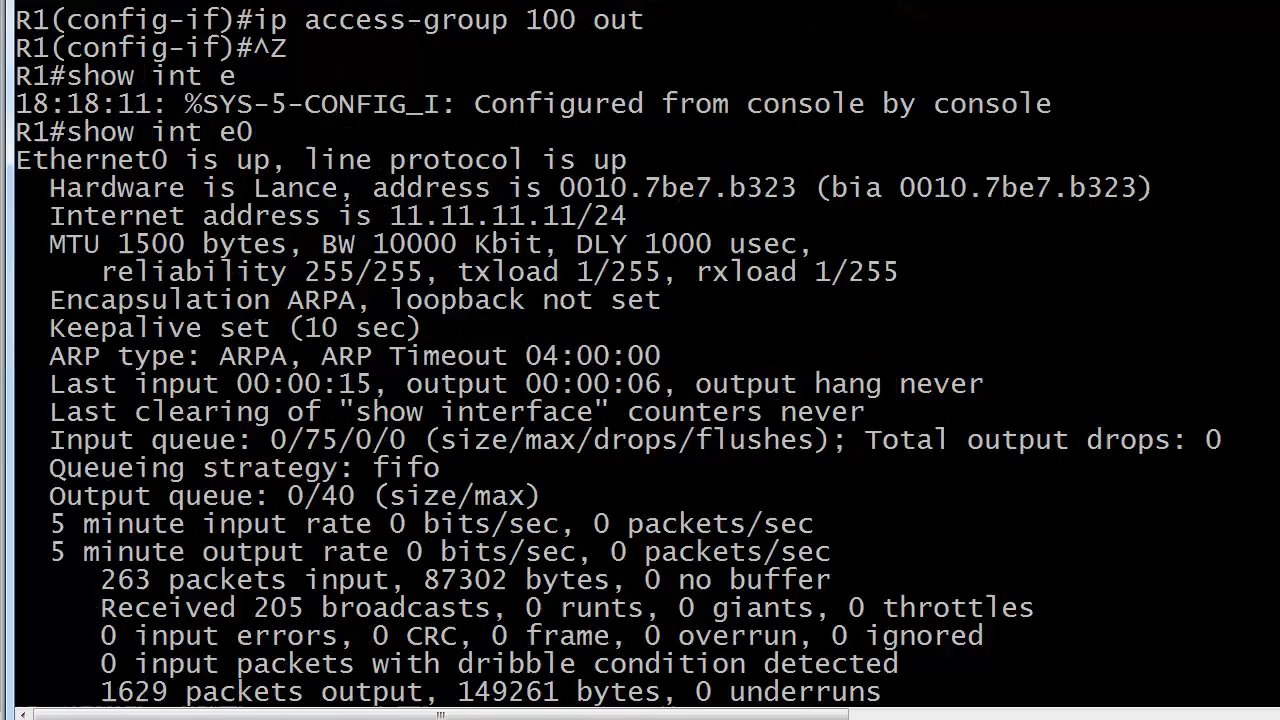 R1(config-if)#ip access-group 100 out
R1(config-if)#^Z
R1#show int e
18:18:11: %SYS-5-CONFIG_I: Configured from console by console
R1#show int e0
Ethernet0 is up, line protocol is up
  Hardware is Lance, address is 0010.7be7.b323 (bia 0010.7be7.b323)
  Internet address is 11.11.11.11/24
  MTU 1500 bytes, BW 10000 Kbit, DLY 1000 usec,
     reliability 255/255, txload 1/255, rxload 1/255
  Encapsulation ARPA, loopback not set
  Keepalive set (10 sec)
  ARP type: ARPA, ARP Timeout 04:00:00
  Last input 00:00:15, output 00:00:06, output hang never
  Last clearing of "show interface" counters never
  Input queue: 0/75/0/0 (size/max/drops/flushes); Total output drops: 0
  Queueing strategy: fifo
  Output queue: 0/40 (size/max)
  5 minute input rate 0 bits/sec, 0 packets/sec
  5 minute output rate 0 bits/sec, 0 packets/sec
     263 packets input, 87302 bytes, 0 no buffer
     Received 205 broadcasts, 0 runts, 0 giants, 0 throttles
     0 input errors, 0 CRC, 0 frame, 0 overrun, 0 ignored
     0 input packets with dribble condition detected
     1629 packets output, 149261 bytes, 0 underruns